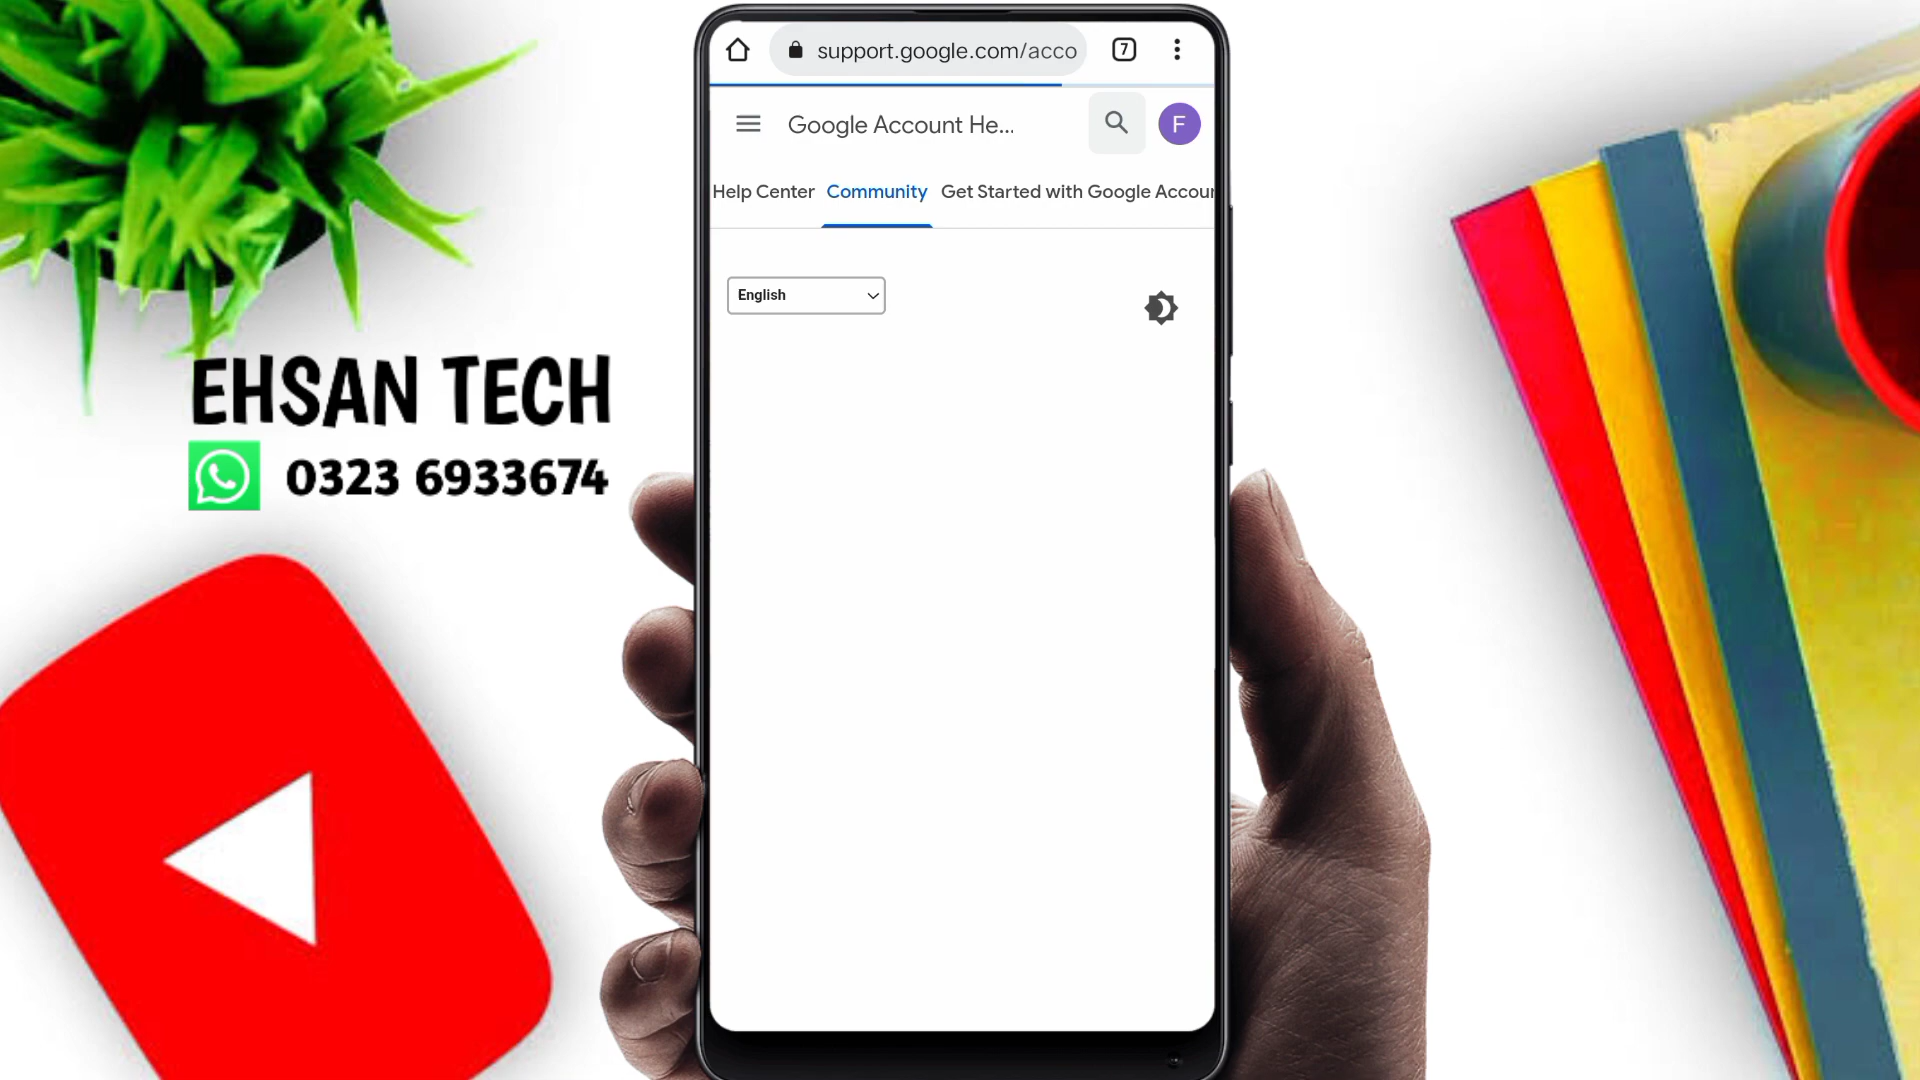 support.google.com/acco
7
Google Account He...
F
Help Center Community Get Started with Google Accour
English
EHSAN TECH
0323 6933674